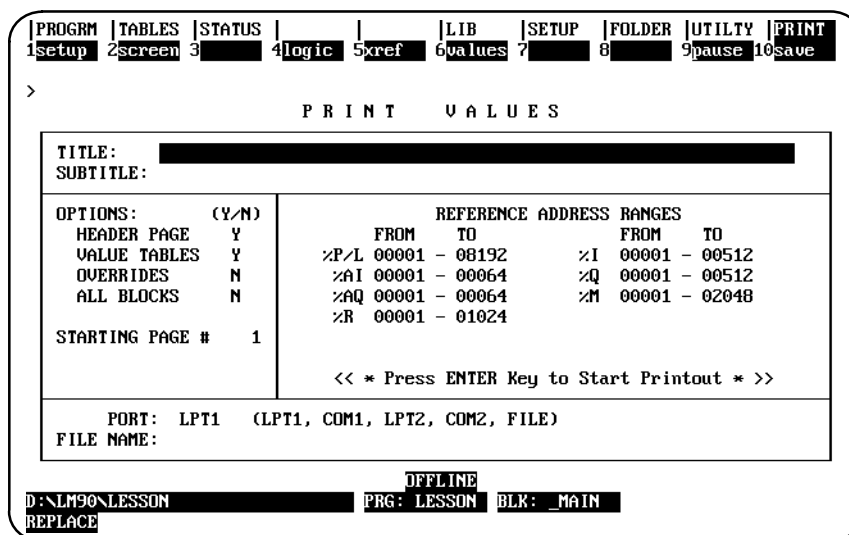 |PROGRM |TABLES |STATUS | | |LIB |SETUP |FOLDER |UTILTY |PRINT
1setup 2screen 3 4logic 5xref 6values 7 8 9pause 10save
>
P R I N T V A L U E S
TITLE:
SUBTITLE:
OPTIONS: (Y/N) REFERENCE ADDRESS RANGES
HEADER PAGE Y FROM TO FROM TO
VALUE TABLES Y %P/L 00001 - 08192 %I 00001 - 00512
OVERRIDES N %AI 00001 - 00064 %Q 00001 - 00512
ALL BLOCKS N %AQ 00001 - 00064 %M 00001 - 02048
%R 00001 - 01024
STARTING PAGE # 1
<< * Press ENTER Key to Start Printout * >>
PORT: LPT1 (LPT1, COM1, LPT2, COM2, FILE)
FILE NAME:
OFFLINE
D:\LM90\LESSON PRG: LESSON BLK: _MAIN
REPLACE